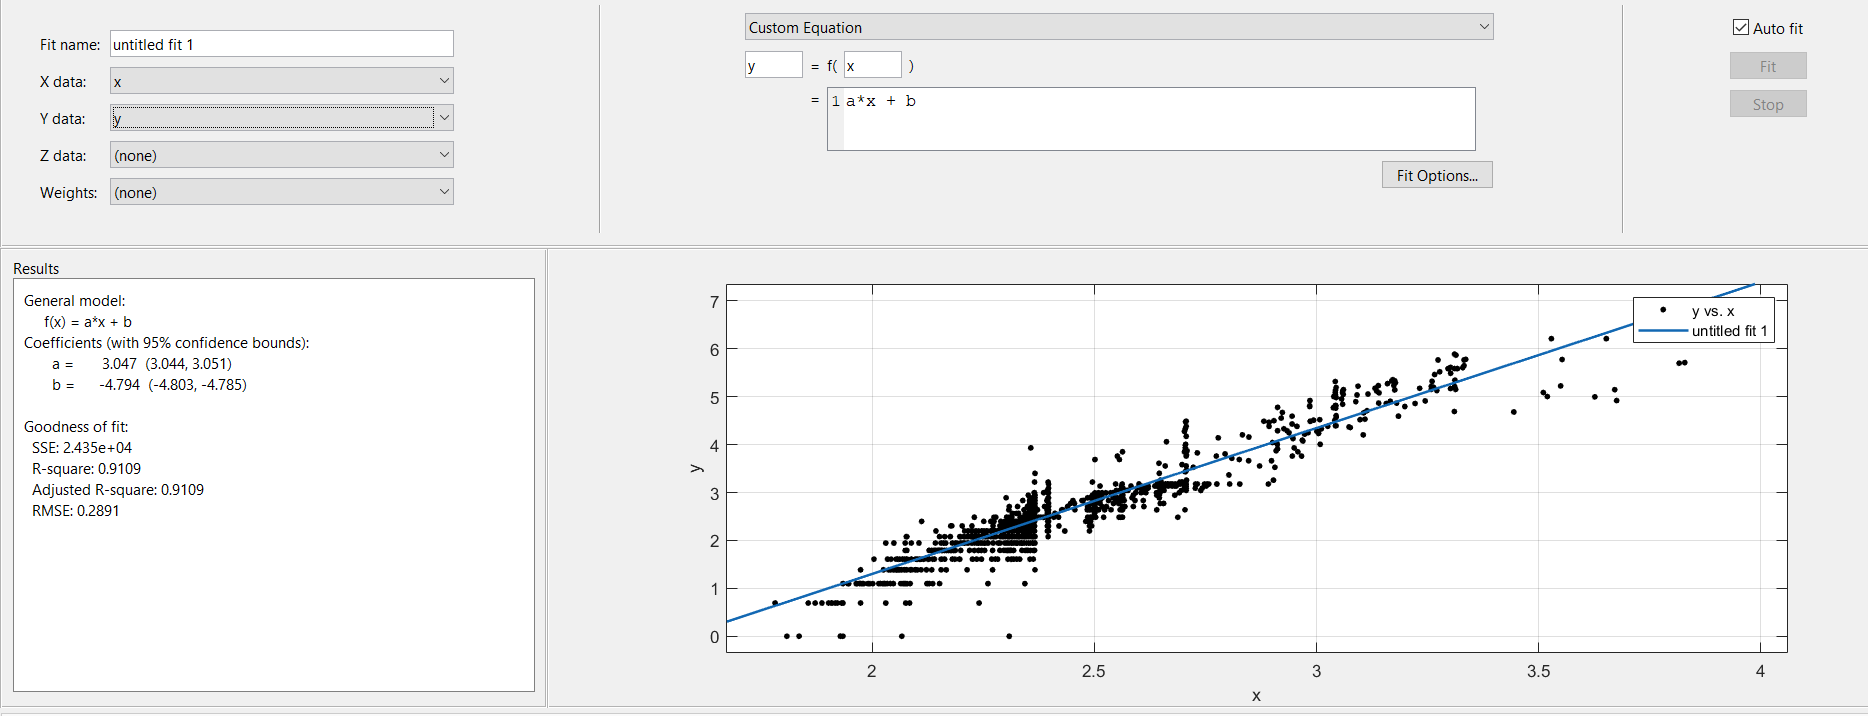 Fit name: untitled fit 1
X data: x
Y data: y
Z data: (none)
Weights: (none)
Custom Equation
y = f( x )
= 1 a*x + b
Fit Options...
Auto fit
Fit
Stop
Results
General model:
f(x) = a*x + b
Coefficients (with 95% confidence bounds):
a = 3.047 (3.044, 3.051)
b = -4.794 (-4.803, -4.785)
Goodness of fit:
SSE: 2.435e+04
R-square: 0.9109
Adjusted R-square: 0.9109
RMSE: 0.2891
7
6
5
4
3
2
1
0
y
y vs. x
untitled fit 1
2 2.5 3 3.5 4
x